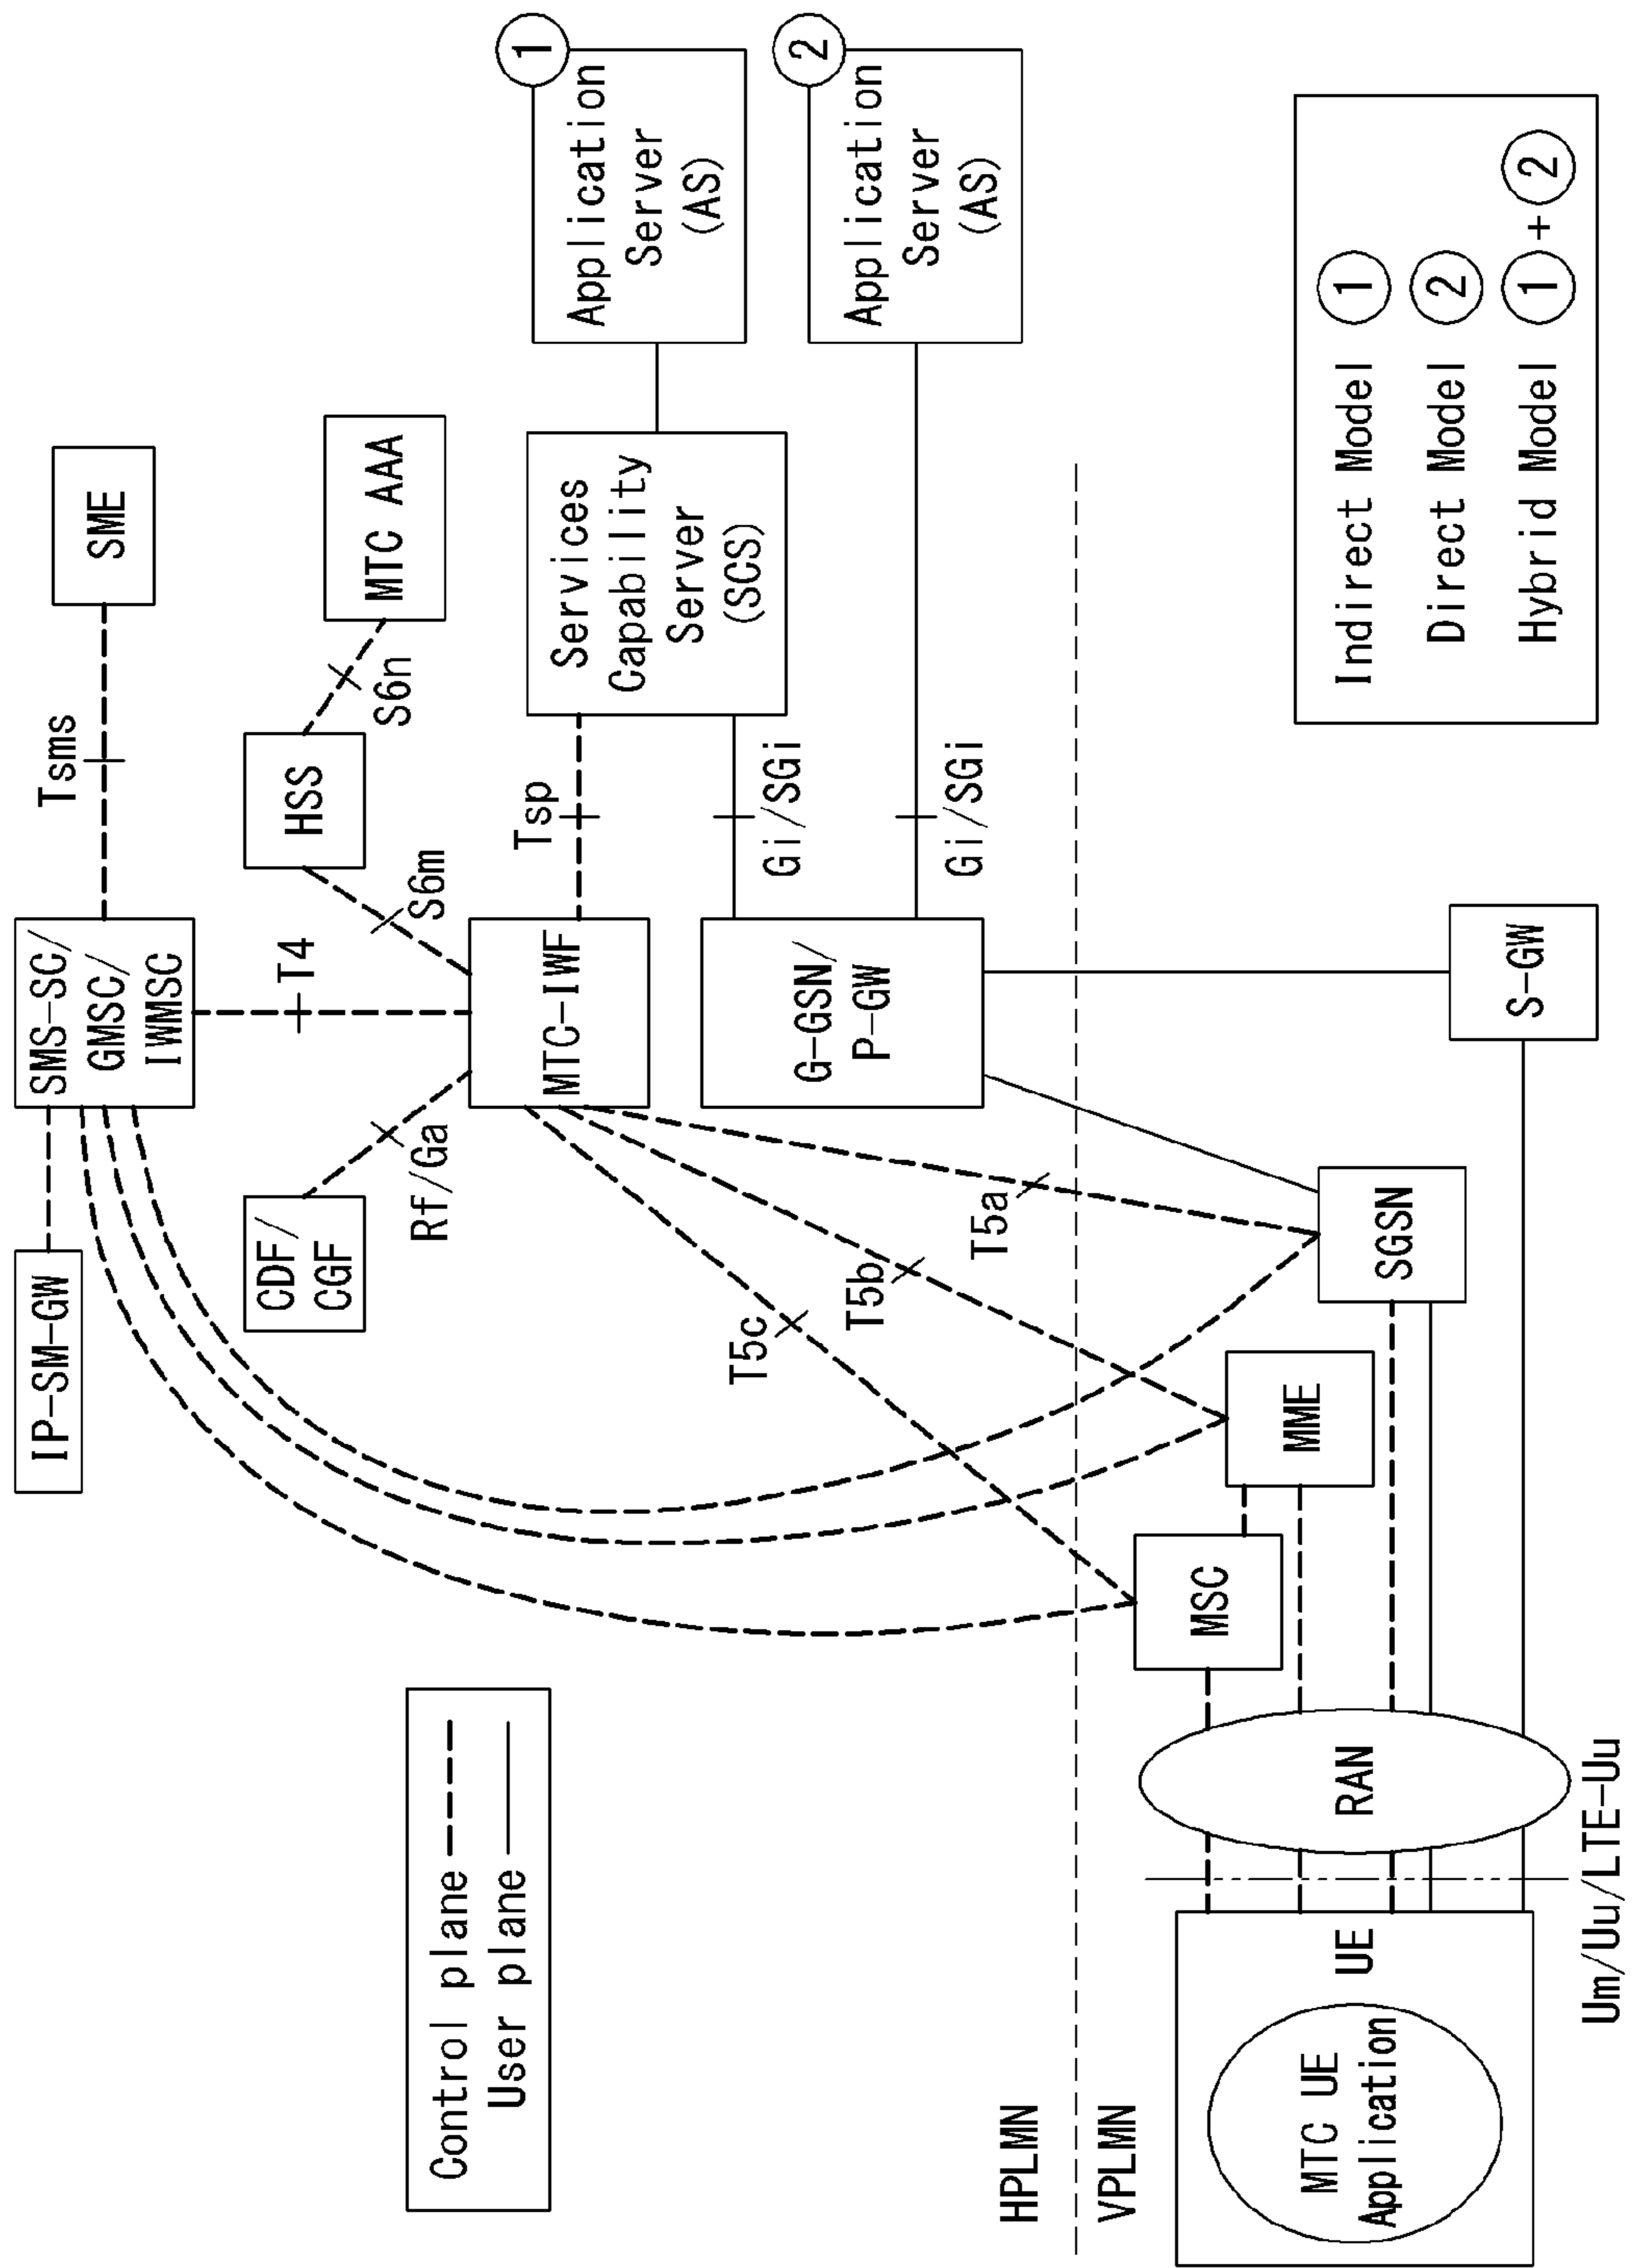 IP-SM-GW
SMS-SC/
GMSC/
IWMSC
Tsms
SME
CDF/
CGF
Rf/Ga
T4
S6m
HSS
S6n
MTC AAA
Control plane
User plane
MTC-IWF
Tsp
Services
Capability
Server
(SCS)
1
Application
Server
(AS)
T5c
T5b
T5a
G-GSN/
P-GW
Gi/SGi
Gi/SGi
2
Application
Server
(AS)
HPLMN
VPLMN
MSC
MME
SGSN
S-GW
MTC UE
Application
UE
RAN
Um/Uu/LTE-Uu
Indirect Model 1
Direct Model 2
Hybrid Model 1+2